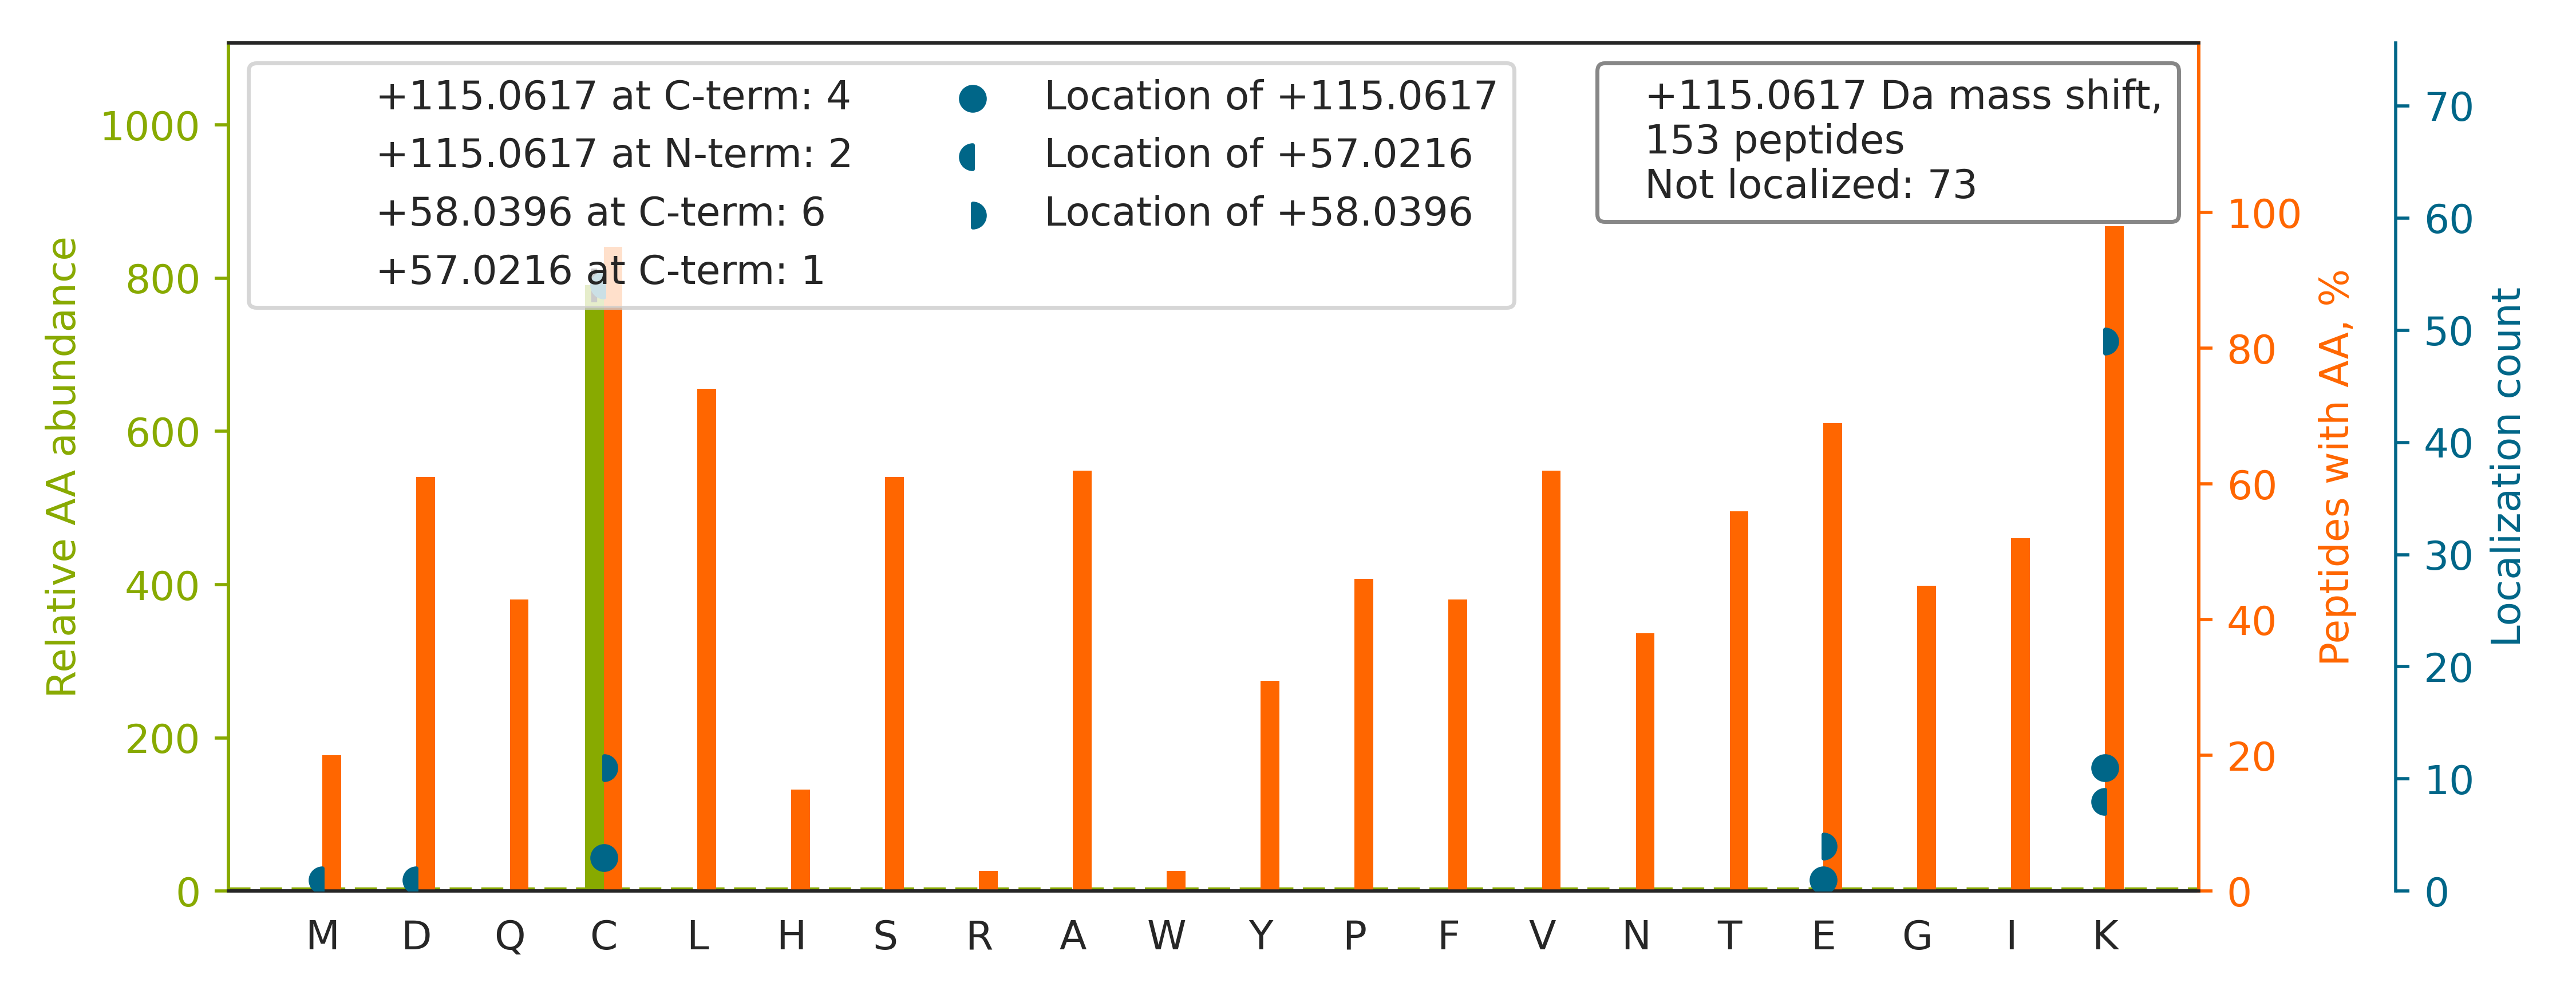 +115.0617 at C-term: 4
+115.0617 at N-term: 2
+58.0396 at C-term: 6
+57.0216 at C-term: 1
Location of +115.0617
Location of +57.0216
Location of +58.0396
+115.0617 Da mass shift,
153 peptides
Not localized: 73
Relative AA abundance
1000
800
600
400
200
0
100
80
60
40
20
0
Peptides with AA, %
70
60
50
40
30
20
10
0
Localization count
M D Q C L H S R A W Y P F V N T E G I K